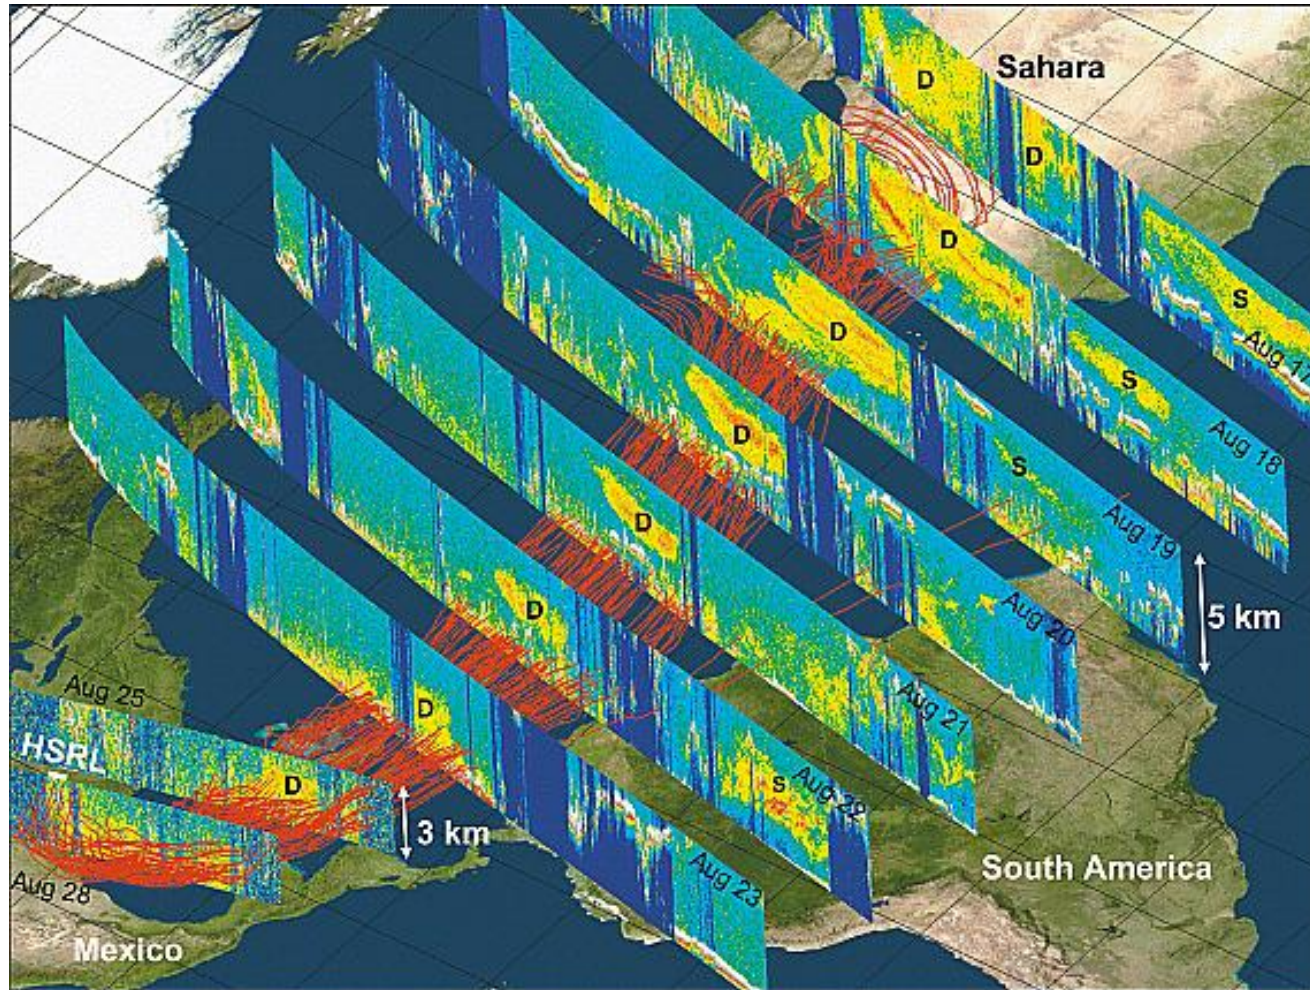 D
Sahara
D
D
S
Aug 17
D
S
Aug 18
D
S
Aug 19
D
Aug 20
5 km
D
Aug 21
Aug 25
D
HSRL
D
S
Aug 22
3 km
Aug 23
South America
Aug 28
Mexico